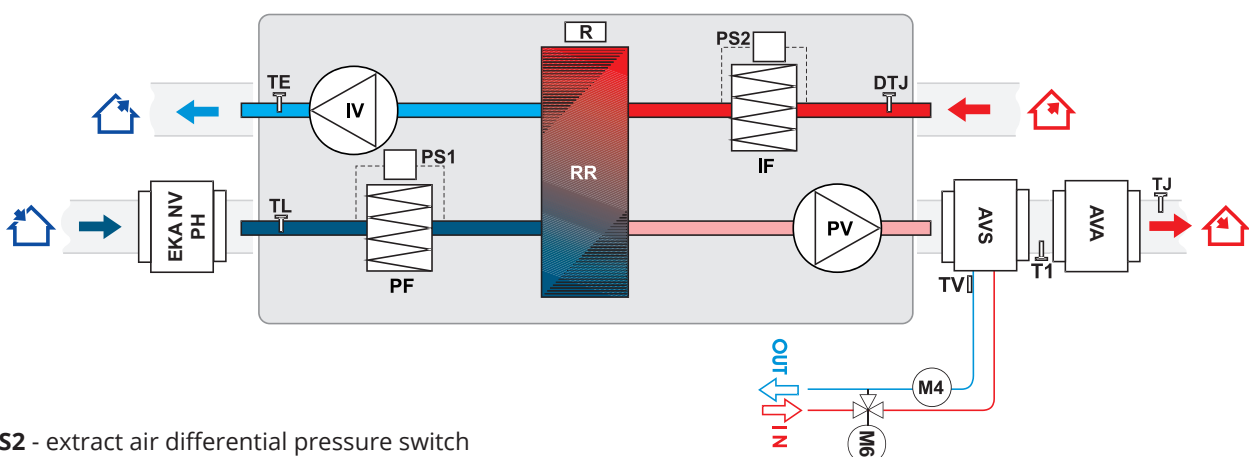 R
PS2
TE
DTJ
IV
PS1
IF
RR
TL
TJ
EKA NV
PH
PV
AVS
AVA
PF
TV
T1
OUT
M4
IN
M6
S2 - extract air differential pressure switch